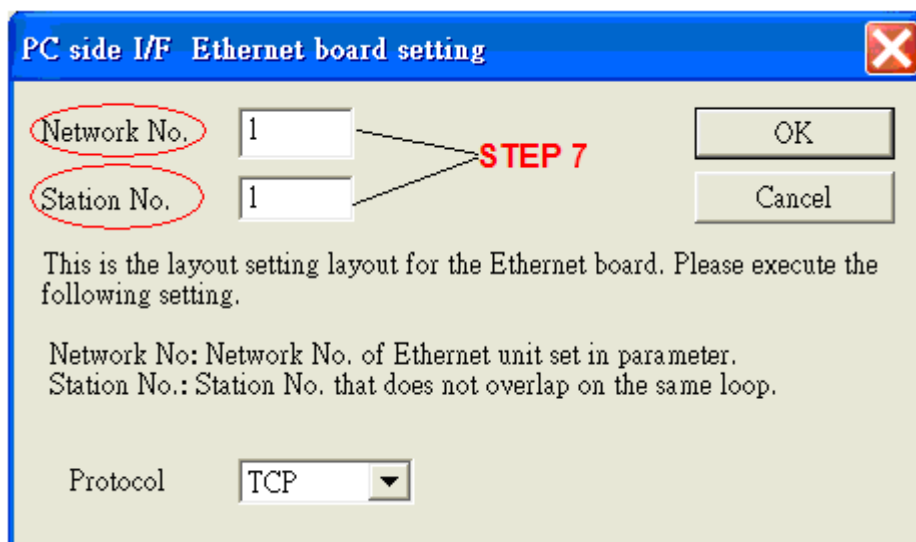 PC side I/F Ethernet board setting
Network No. 1
STEP 7
OK
Station No. 1
Cancel
This is the layout setting layout for the Ethernet board. Please execute the
following setting.
Network No: Network No. of Ethernet unit set in parameter.
Station No.: Station No. that does not overlap on the same loop.
Protocol TCP